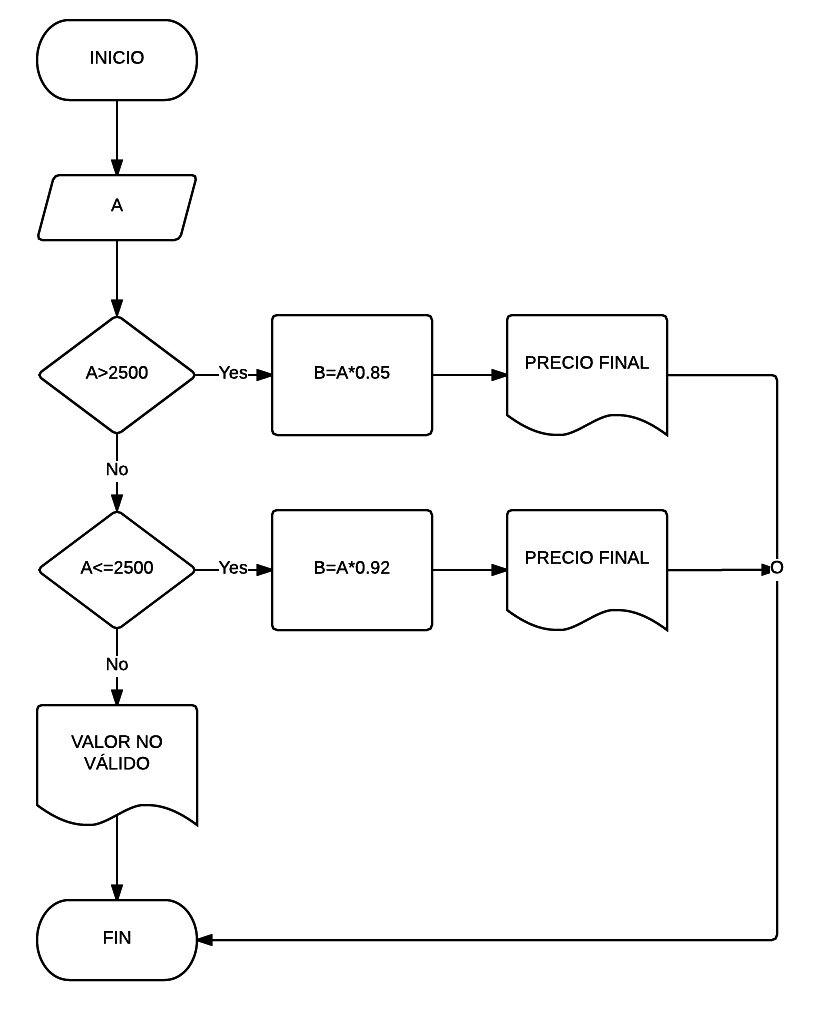 INICIO
A
A>2500
Yes
B=A*0.85
PRECIO FINAL
No
A<=2500
Yes
B=A*0.92
PRECIO FINAL
O
No
VALOR NO
VÁLIDO
FIN